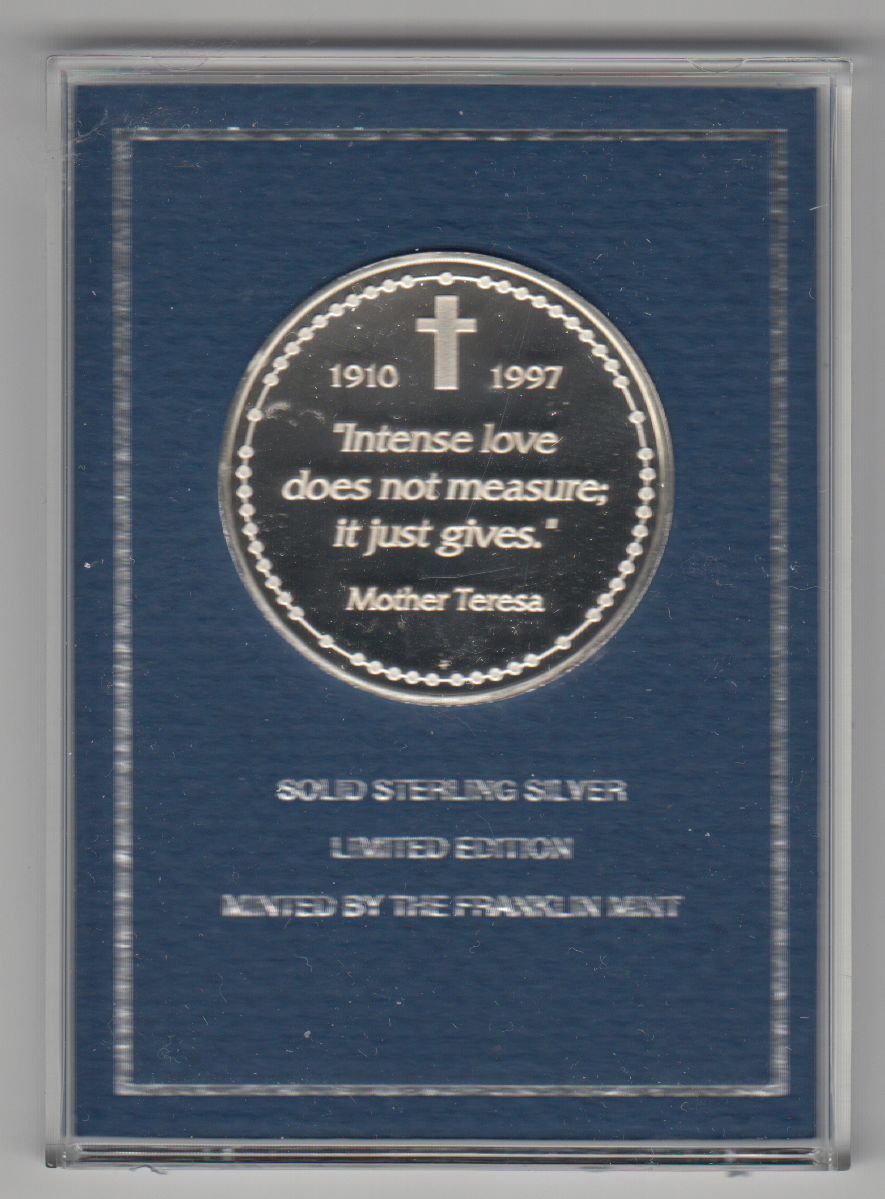 1910 1997
"Intense love
does not measure;
it just gives."
Mother Teresa
SOLID STERLING SILVER
LIMITED EDITION
MINTED BY THE FRANKLIN MINT